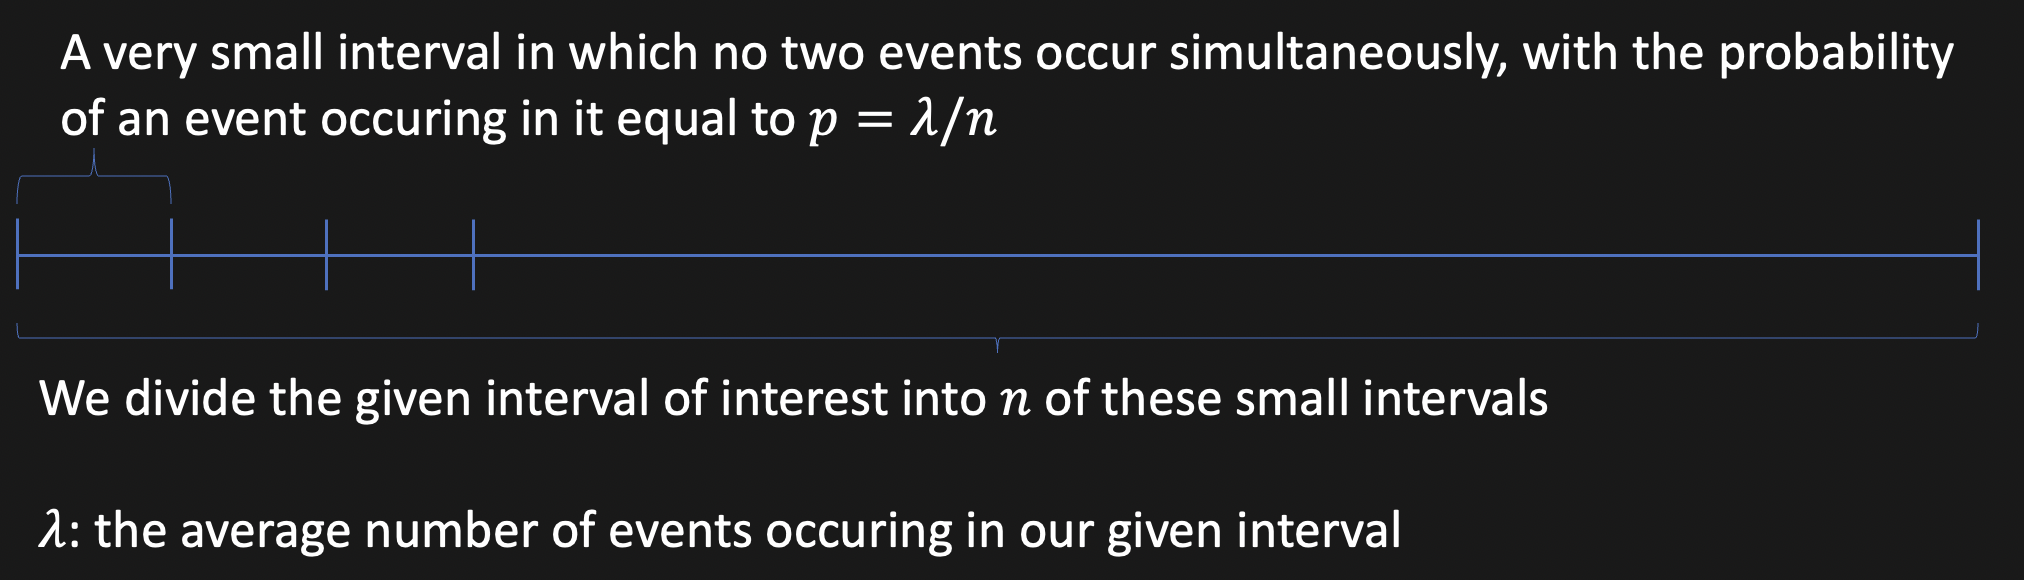 A very small interval in which no two events occur simultaneously, with the probability
of an event occuring in it equal to p = λ/n
We divide the given interval of interest into n of these small intervals
λ: the average number of events occuring in our given interval